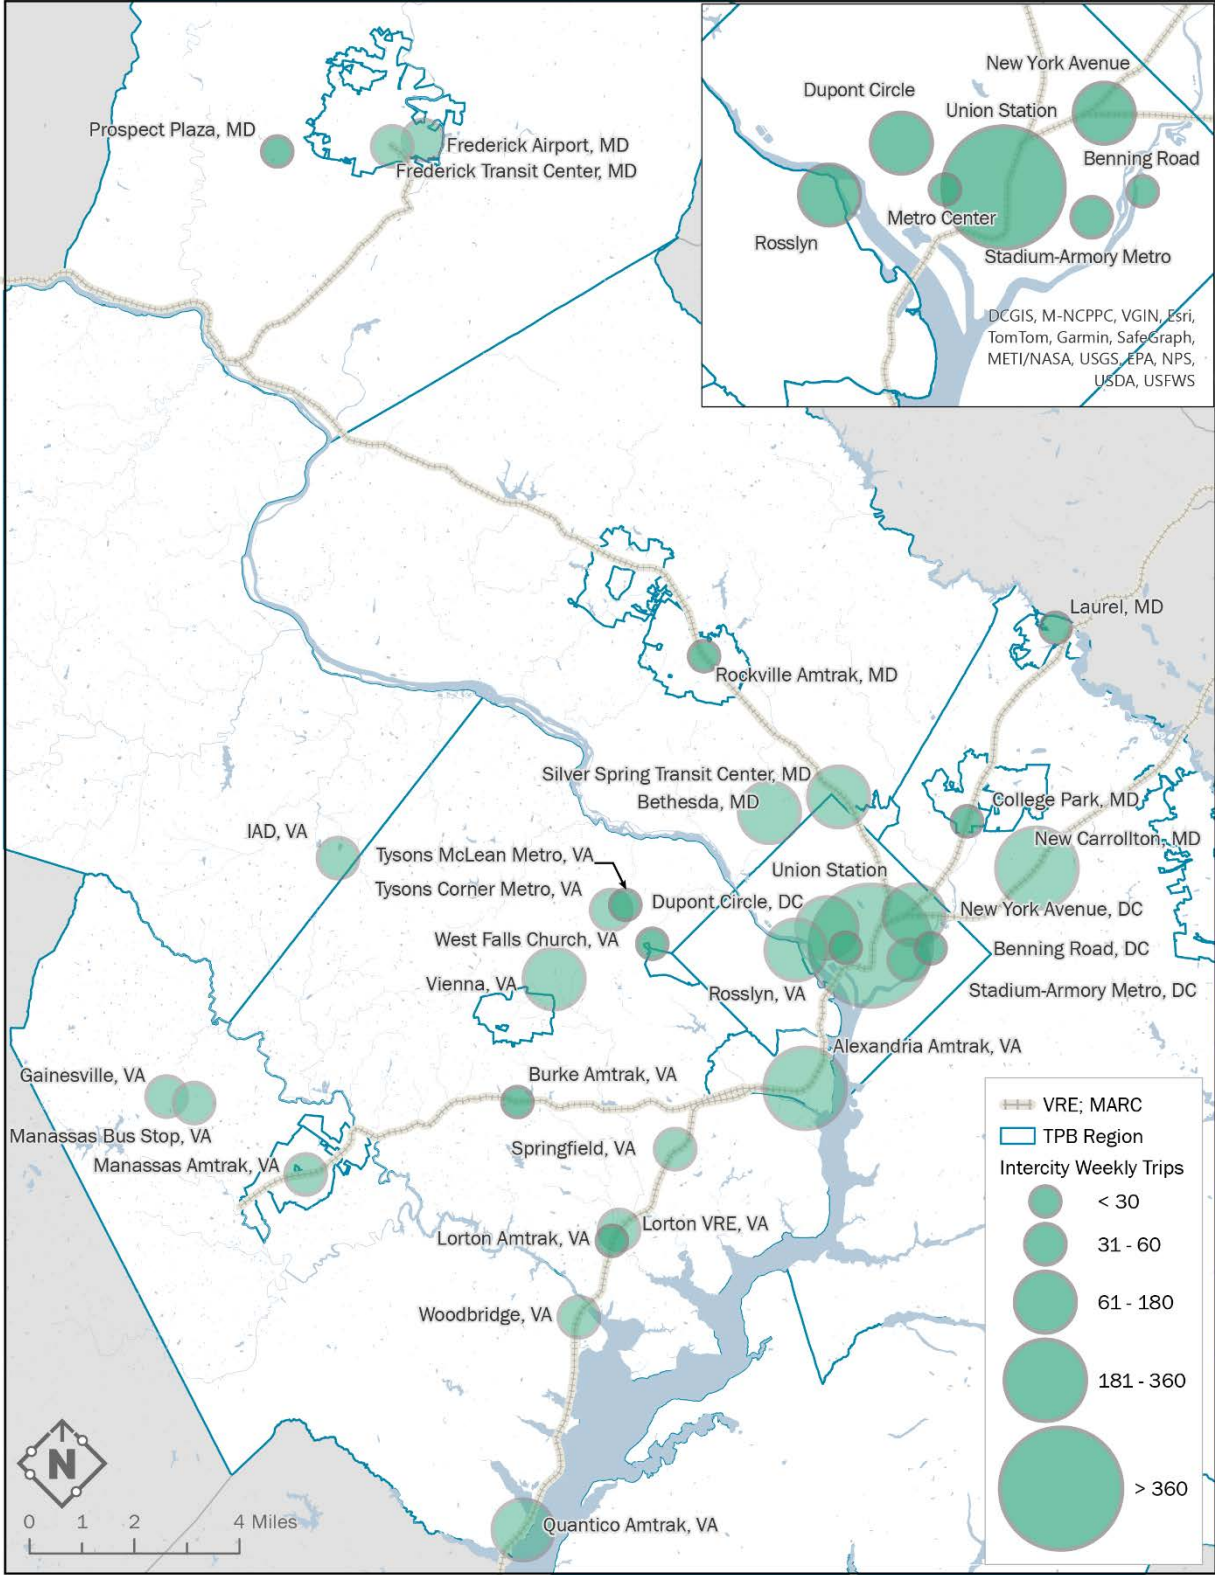 New York Avenue
Dupont Circle
Union Station
Benning Road
Metro Center
Rosslyn
Stadium-Armory Metro
DCGIS, M-NCPPC, VGIN, Esri,
TomTom, Garmin, SafeGraph,
METI/NASA, USGS, EPA, NPS,
USDA, USFWS
Prospect Plaza, MD
Frederick Airport, MD
Frederick Transit Center, MD
Laurel, MD
Rockville Amtrak, MD
Silver Spring Transit Center, MD
Bethesda, MD
College Park, MD
IAD, VA
New Carrollton, MD
Tysons McLean Metro, VA
Union Station
Tysons Corner Metro, VA
Dupont Circle, DC
New York Avenue, DC
West Falls Church, VA
Benning Road, DC
Vienna, VA
Rosslyn, VA
Stadium-Armory Metro, DC
Alexandria Amtrak, VA
Gainesville, VA
Burke Amtrak, VA
Manassas Bus Stop, VA
Springfield, VA
Manassas Amtrak, VA
Lorton VRE, VA
Lorton Amtrak, VA
Woodbridge, VA
Quantico Amtrak, VA
VRE; MARC
TPB Region
Intercity Weekly Trips
< 30
31 - 60
61 - 180
181 - 360
> 360
N
0 1 2 4 Miles